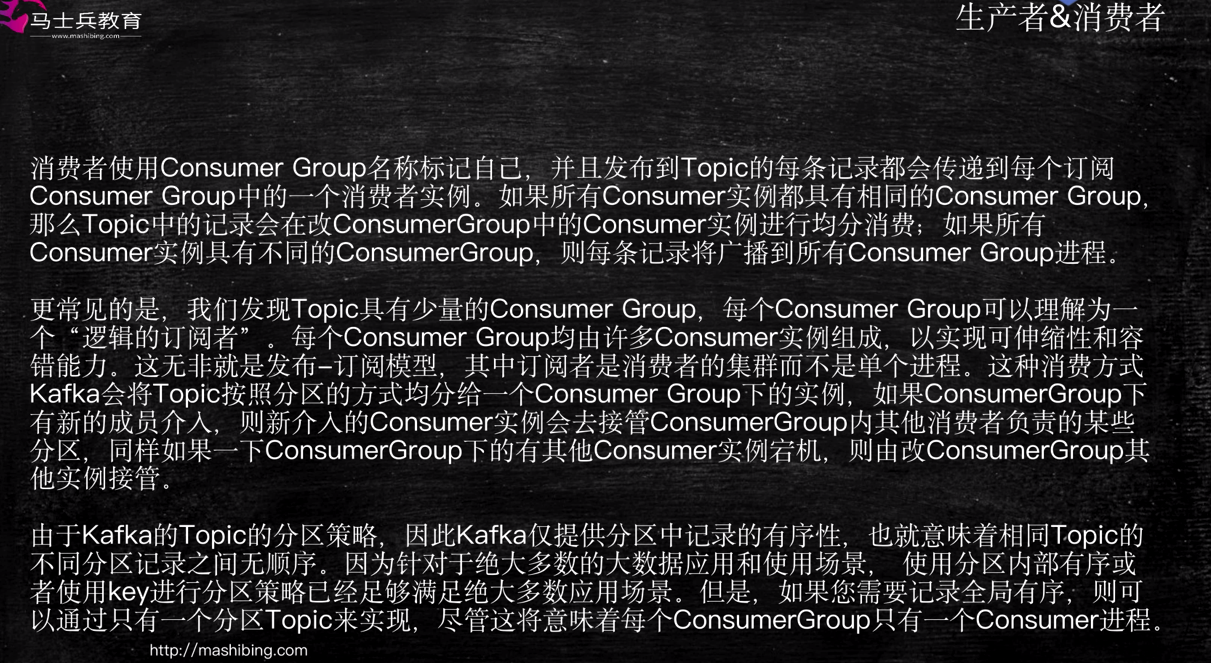 马士兵教育
www.mashibing.com
生产者&消费者
消费者使用Consumer Group名称标记自己，并且发布到Topic的每条记录都会传递到每个订阅
Consumer Group中的一个消费者实例。如果所有Consumer实例都具有相同的Consumer Group,
那么Topic中的记录会在改ConsumerGroup中的Consumer实例进行均分消费；如果所有
Consumer实例具有不同的ConsumerGroup，则每条记录将广播到所有Consumer Group进程。
更常见的是，我们发现Topic具有少量的Consumer Group，每个Consumer Group可以理解为一
个“逻辑的订阅者”。每个Consumer Group均由许多Consumer实例组成，以实现可伸缩性和容
错能力。这无非就是发布-订阅模型，其中订阅者是消费者的集群而不是单个进程。这种消费方式
Kafka会将Topic按照分区的方式均分给一个Consumer Group下的实例，如果ConsumerGroup下
有新的成员介入，则新介入的Consumer实例会去接管ConsumerGroup内其他消费者负责的某些
分区，同样如果一下ConsumerGroup下的有其他Consumer实例宕机，则由改ConsumerGroup其
他实例接管。
由于Kafka的Topic的分区策略，因此Kafka仅提供分区中记录的有序性，也就意味着相同Topic的
不同分区记录之间无顺序。因为针对于绝大多数的大数据应用和使用场景， 使用分区内部有序或
者使用key进行分区策略已经足够满足绝大多数应用场景。但是，如果您需要记录全局有序，则可
以通过只有一个分区Topic来实现，尽管这将意味着每个ConsumerGroup只有一个Consumer进程。
http://mashibing.com